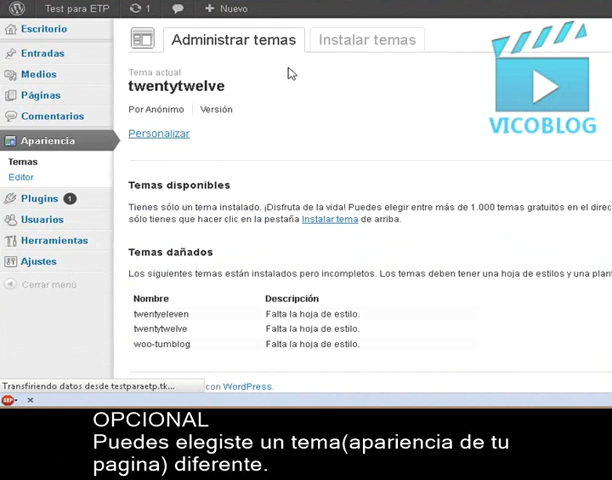 Test para ETP
1
Nuevo
Escritorio
Entradas
Medios
Páginas
Comentarios
Apariencia
Temas
Editor
Plugins 1
Usuarios
Herramientas
Ajustes
Cerrar menú
Administrar temas
Instalar temas
Tema actual
twentytwelve
Por Anónimo
Versión
Personalizar
VICOBLOG
Temas disponibles
Tienes sólo un tema instalado. ¡Disfruta de la vida! Puedes elegir entre más de 1.000 temas gratuitos en el direc
sólo tienes que hacer clic en la pestaña Instalar tema de arriba.
Temas dañados
Los siguientes temas están instalados pero incompletos. Los temas deben tener una hoja de estilos y una plant
Nombre Descripción
twentyeleven Falta la hoja de estilo.
twentytwelve Falta la hoja de estilo.
woo-tumblog Falta la hoja de estilo.
Transfiriendo datos desde testparaetp.tk...
con WordPress.
ABP
OPCIONAL
Puedes elegiste un tema(apariencia de tu
pagina) diferente.